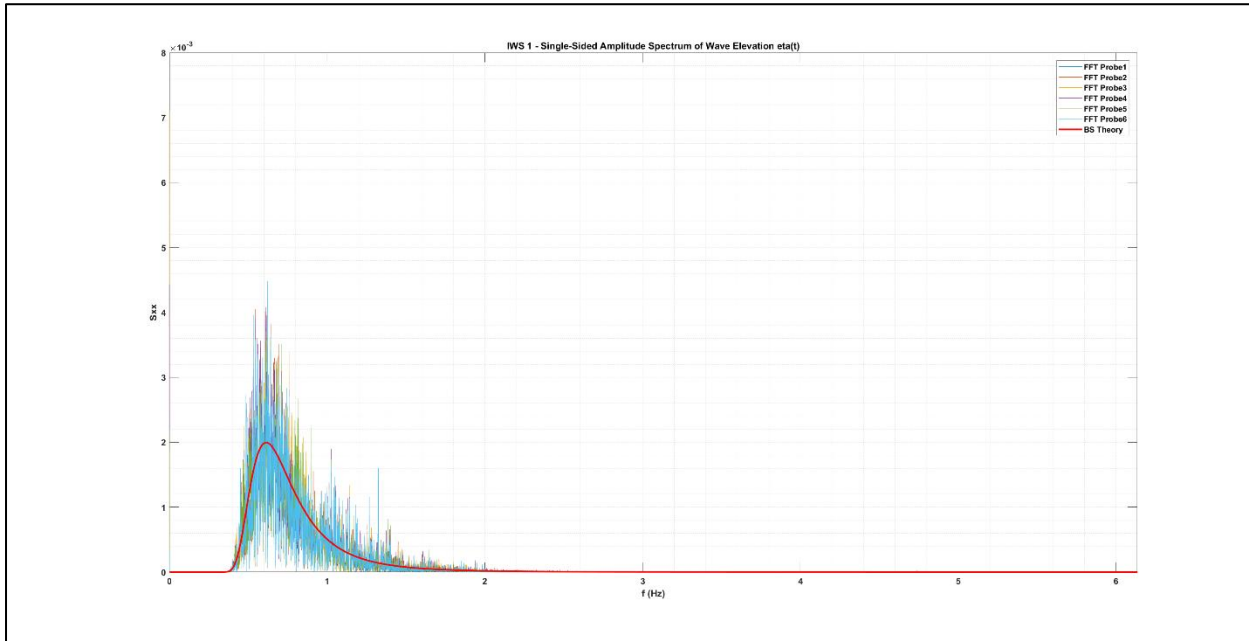 IWS 1 - Single-Sided Amplitude Spectrum of Wave Elevation eta(t)
×10⁻³
8
7
6
5
4
3
2
1
0
Sxx
FFT Probe1
FFT Probe2
FFT Probe3
FFT Probe4
FFT Probe5
FFT Probe6
BS Theory
0 1 2 3 4 5 6
f (Hz)